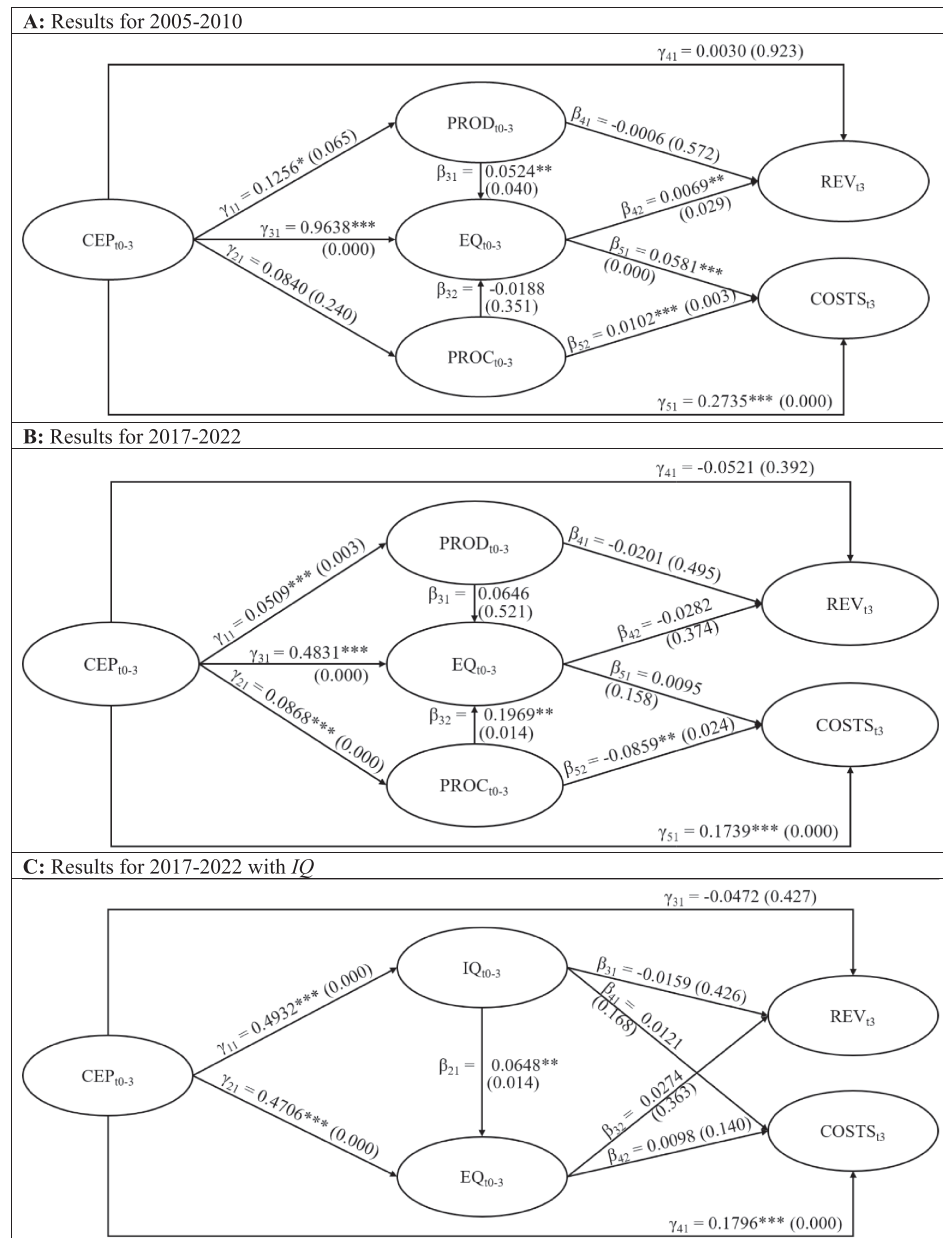 A: Results for 2005-2010
γ41 = 0.0030 (0.923)
PRODt0-3
γ11 = 0.1256* (0.065)
β41 = -0.0006 (0.572)
β31 = 0.0524**
(0.040)
REVt3
β42 = 0.0069**
(0.029)
CEPt0-3
γ31 = 0.9638***
(0.000)
EQt0-3
β51 = 0.0581***
(0.000)
γ21 = 0.0840 (0.240)
β32 = -0.0188
(0.351)
COSTSt3
β52 = 0.0102*** (0.003)
PROCt0-3
γ51 = 0.2735*** (0.000)
B: Results for 2017-2022
γ41 = -0.0521 (0.392)
PRODt0-3
γ11 = 0.0509*** (0.003)
β41 = -0.0201 (0.495)
β31 = 0.0646
(0.521)
REVt3
β42 = -0.0282
(0.374)
CEPt0-3
γ31 = 0.4831***
(0.000)
EQt0-3
β51 = 0.0095
(0.158)
γ21 = 0.0868*** (0.000)
β32 = 0.1969**
(0.014)
COSTSt3
β52 = -0.0859** (0.024)
PROCt0-3
γ51 = 0.1739*** (0.000)
C: Results for 2017-2022 with IQ
γ31 = -0.0472 (0.427)
IQt0-3
γ11 = 0.4932*** (0.000)
β31 = -0.0159 (0.426)
β41 = 0.0121
(0.168)
REVt3
CEPt0-3
β21 = 0.0648**
(0.014)
γ21 = 0.4706*** (0.000)
β32 = 0.0274
(0.363)
COSTSt3
β42 = 0.0098 (0.140)
EQt0-3
γ41 = 0.1796*** (0.000)